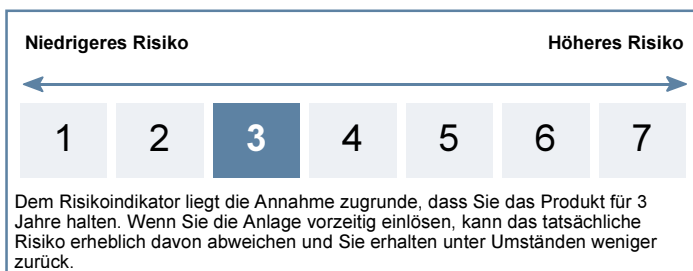 Niedrigeres Risiko Höheres Risiko
1 2 3 4 5 6 7
Dem Risikoindikator liegt die Annahme zugrunde, dass Sie das Produkt für 3
Jahre halten. Wenn Sie die Anlage vorzeitig einlösen, kann das tatsächliche
Risiko erheblich davon abweichen und Sie erhalten unter Umständen weniger
zurück.